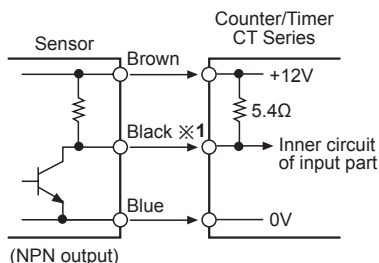 Counter/Timer
CT Series
Sensor
Brown
+12V
5.4Ω
Black ※1
Inner circuit
of input part
Blue
0V
(NPN output)